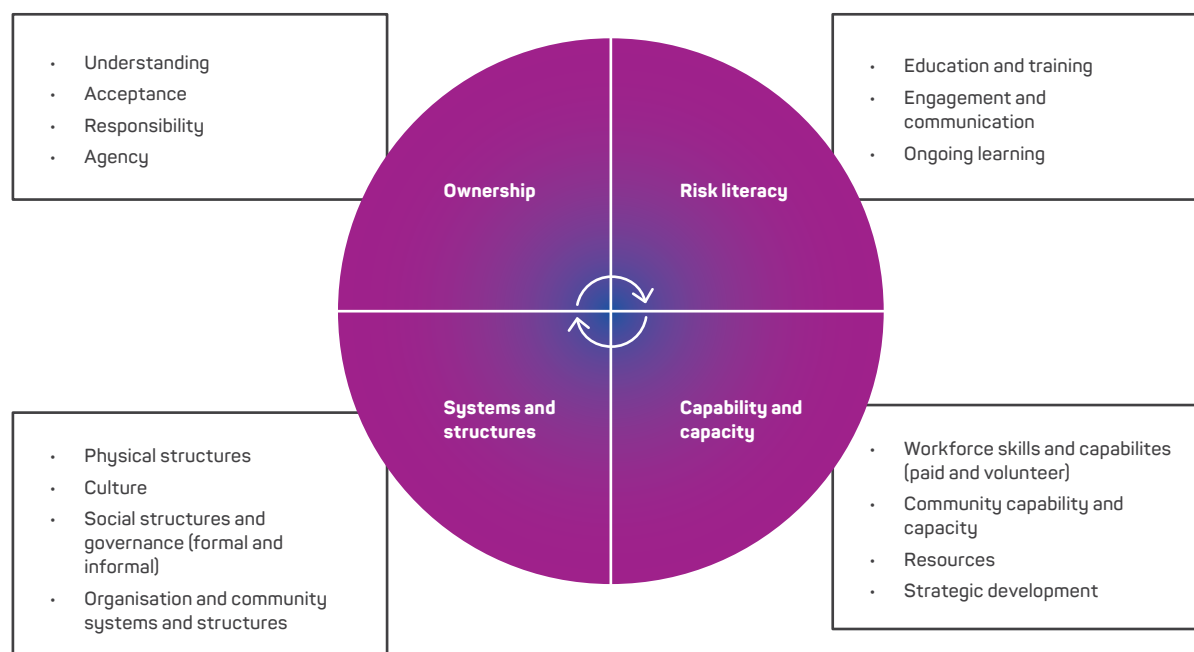 • Understanding
• Acceptance
• Responsibility
• Agency
• Education and training
• Engagement and
communication
• Ongoing learning
Ownership
Risk literacy
Systems and
structures
Capability and
capacity
• Physical structures
• Culture
• Social structures and
governance (formal and
informal)
• Organisation and community
systems and structures
• Workforce skills and capabilites
(paid and volunteer)
• Community capability and
capacity
• Resources
• Strategic development